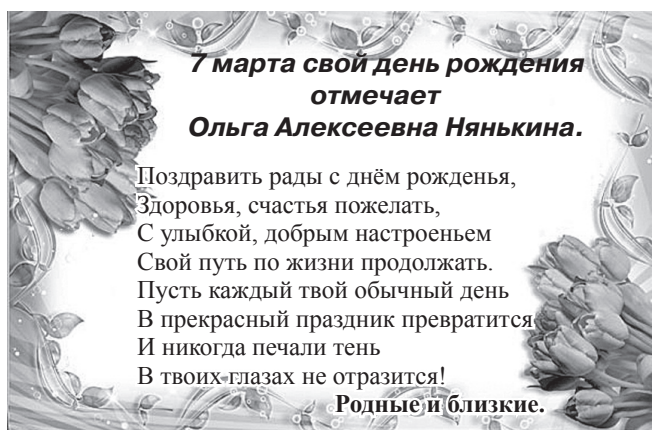 7 марта свой день рождения
отмечает
Ольга Алексеевна Нянькина.
Поздравить рады с днём рожденья,
Здоровья, счастья пожелать,
С улыбкой, добрым настроеньем
Свой путь по жизни продолжать.
Пусть каждый твой обычный день
В прекрасный праздник превратится
И никогда печали тень
В твоих глазах не отразится!
Родные и близкие.